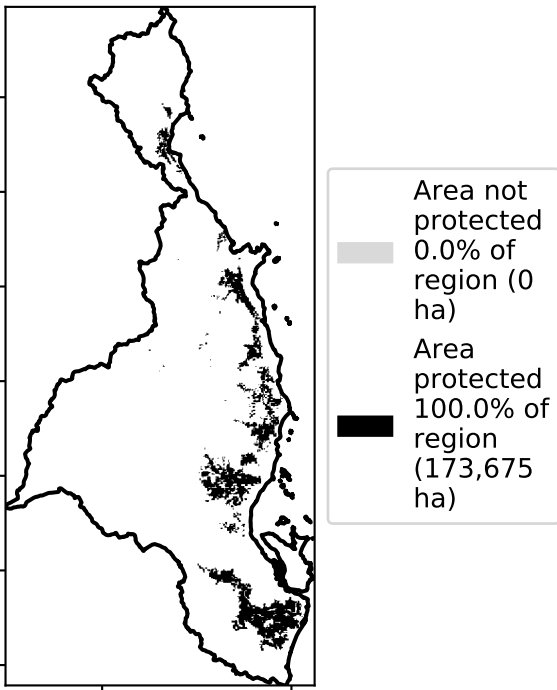 Area not
protected
0.0% of
region (0
ha)
Area
protected
100.0% of
region
(173,675
ha)